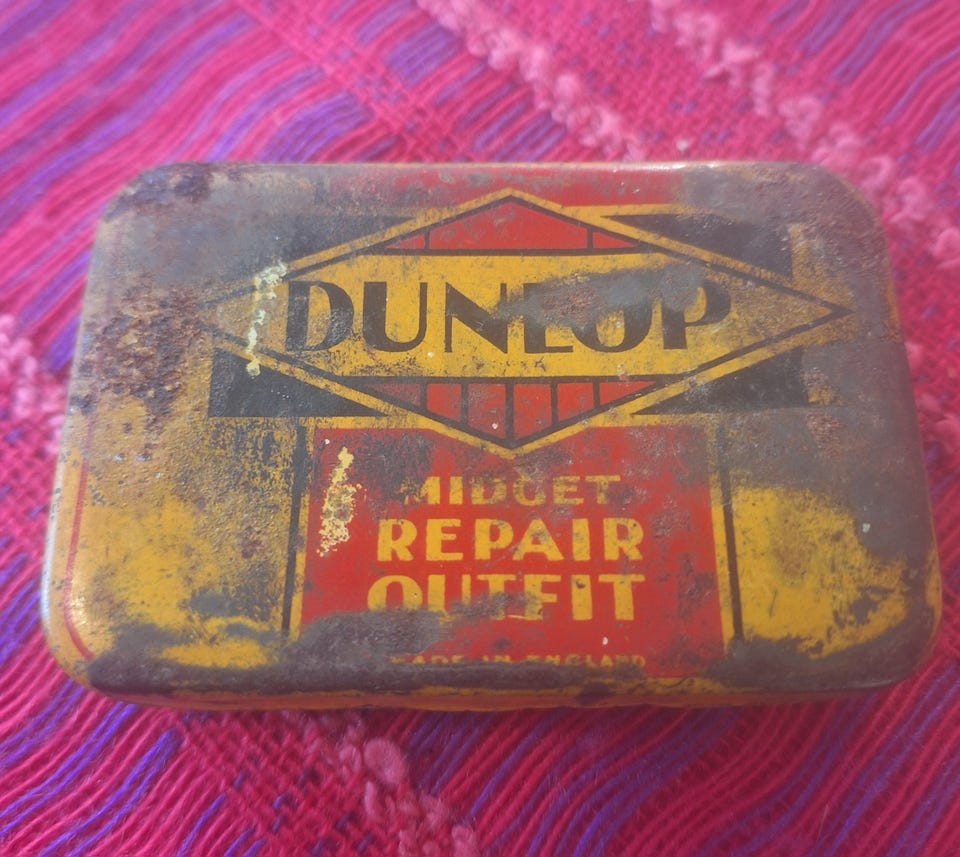 DUNLOP
MIDGET
REPAIR
OUTFIT
MADE IN ENGLAND